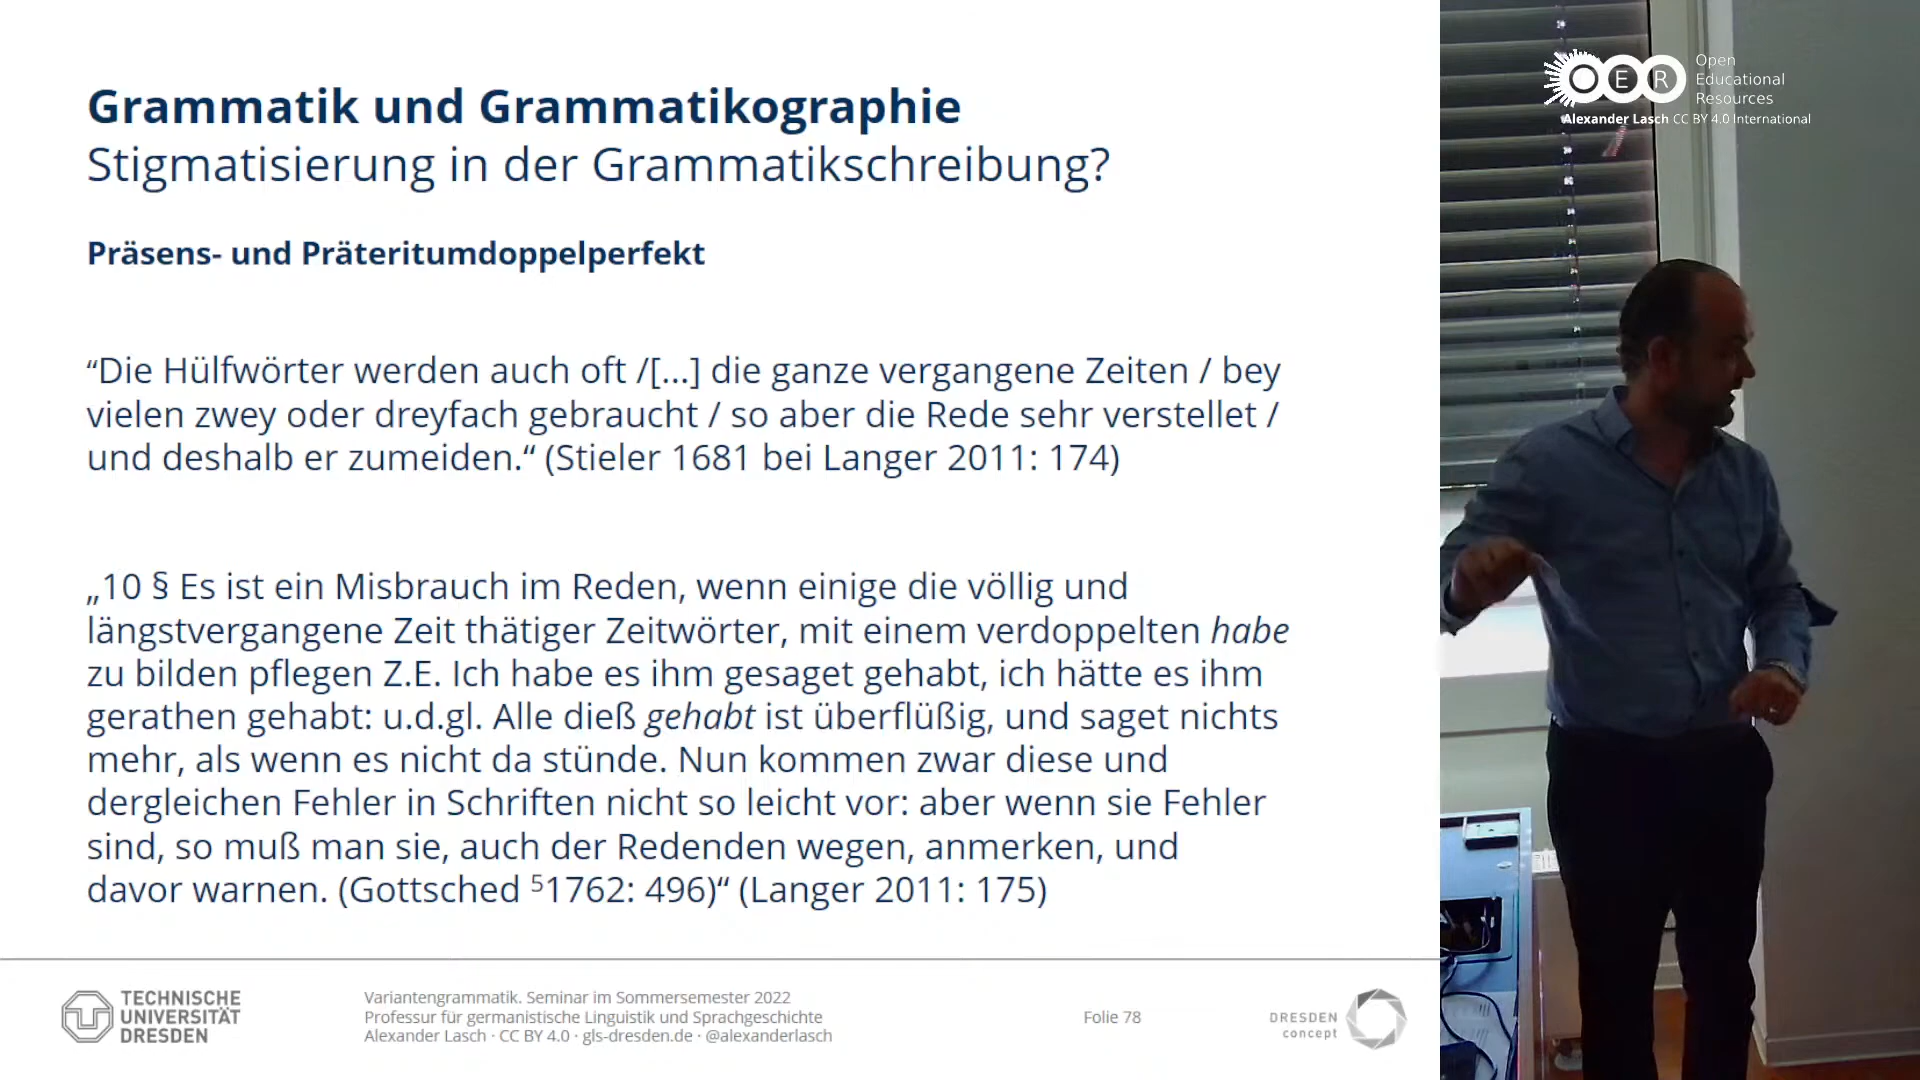 Grammatik und Grammatikographie
Stigmatisierung in der Grammatikschreibung?
Präsens- und Präteritumdoppelperfekt
“Die Hülfwörter werden auch oft /[…] die ganze vergangene Zeiten / bey
vielen zwey oder dreyfach gebraucht / so aber die Rede sehr verstellet /
und deshalb er zumeiden.“ (Stieler 1681 bei Langer 2011: 174)
„10 § Es ist ein Misbrauch im Reden, wenn einige die völlig und
längstvergangene Zeit thätiger Zeitwörter, mit einem verdoppelten habe
zu bilden pflegen Z.E. Ich habe es ihm gesaget gehabt, ich hätte es ihm
gerathen gehabt: u.d.gl. Alle dieß gehabt ist überflüßig, und saget nichts
mehr, als wenn es nicht da stünde. Nun kommen zwar diese und
dergleichen Fehler in Schriften nicht so leicht vor: aber wenn sie Fehler
sind, so muß man sie, auch der Redenden wegen, anmerken, und
davor warnen. (Gottsched ⁵1762: 496)“ (Langer 2011: 175)
TECHNISCHE
UNIVERSITÄT
DRESDEN
Variantengrammatik. Seminar im Sommersemester 2022
Professur für germanistische Linguistik und Sprachgeschichte
Alexander Lasch · CC BY 4.0 · gls-dresden.de · @alexanderlasch
Folie 78
DRESDEN
concept
OER
Open
Educational
Resources
Alexander Lasch CC BY 4.0 International